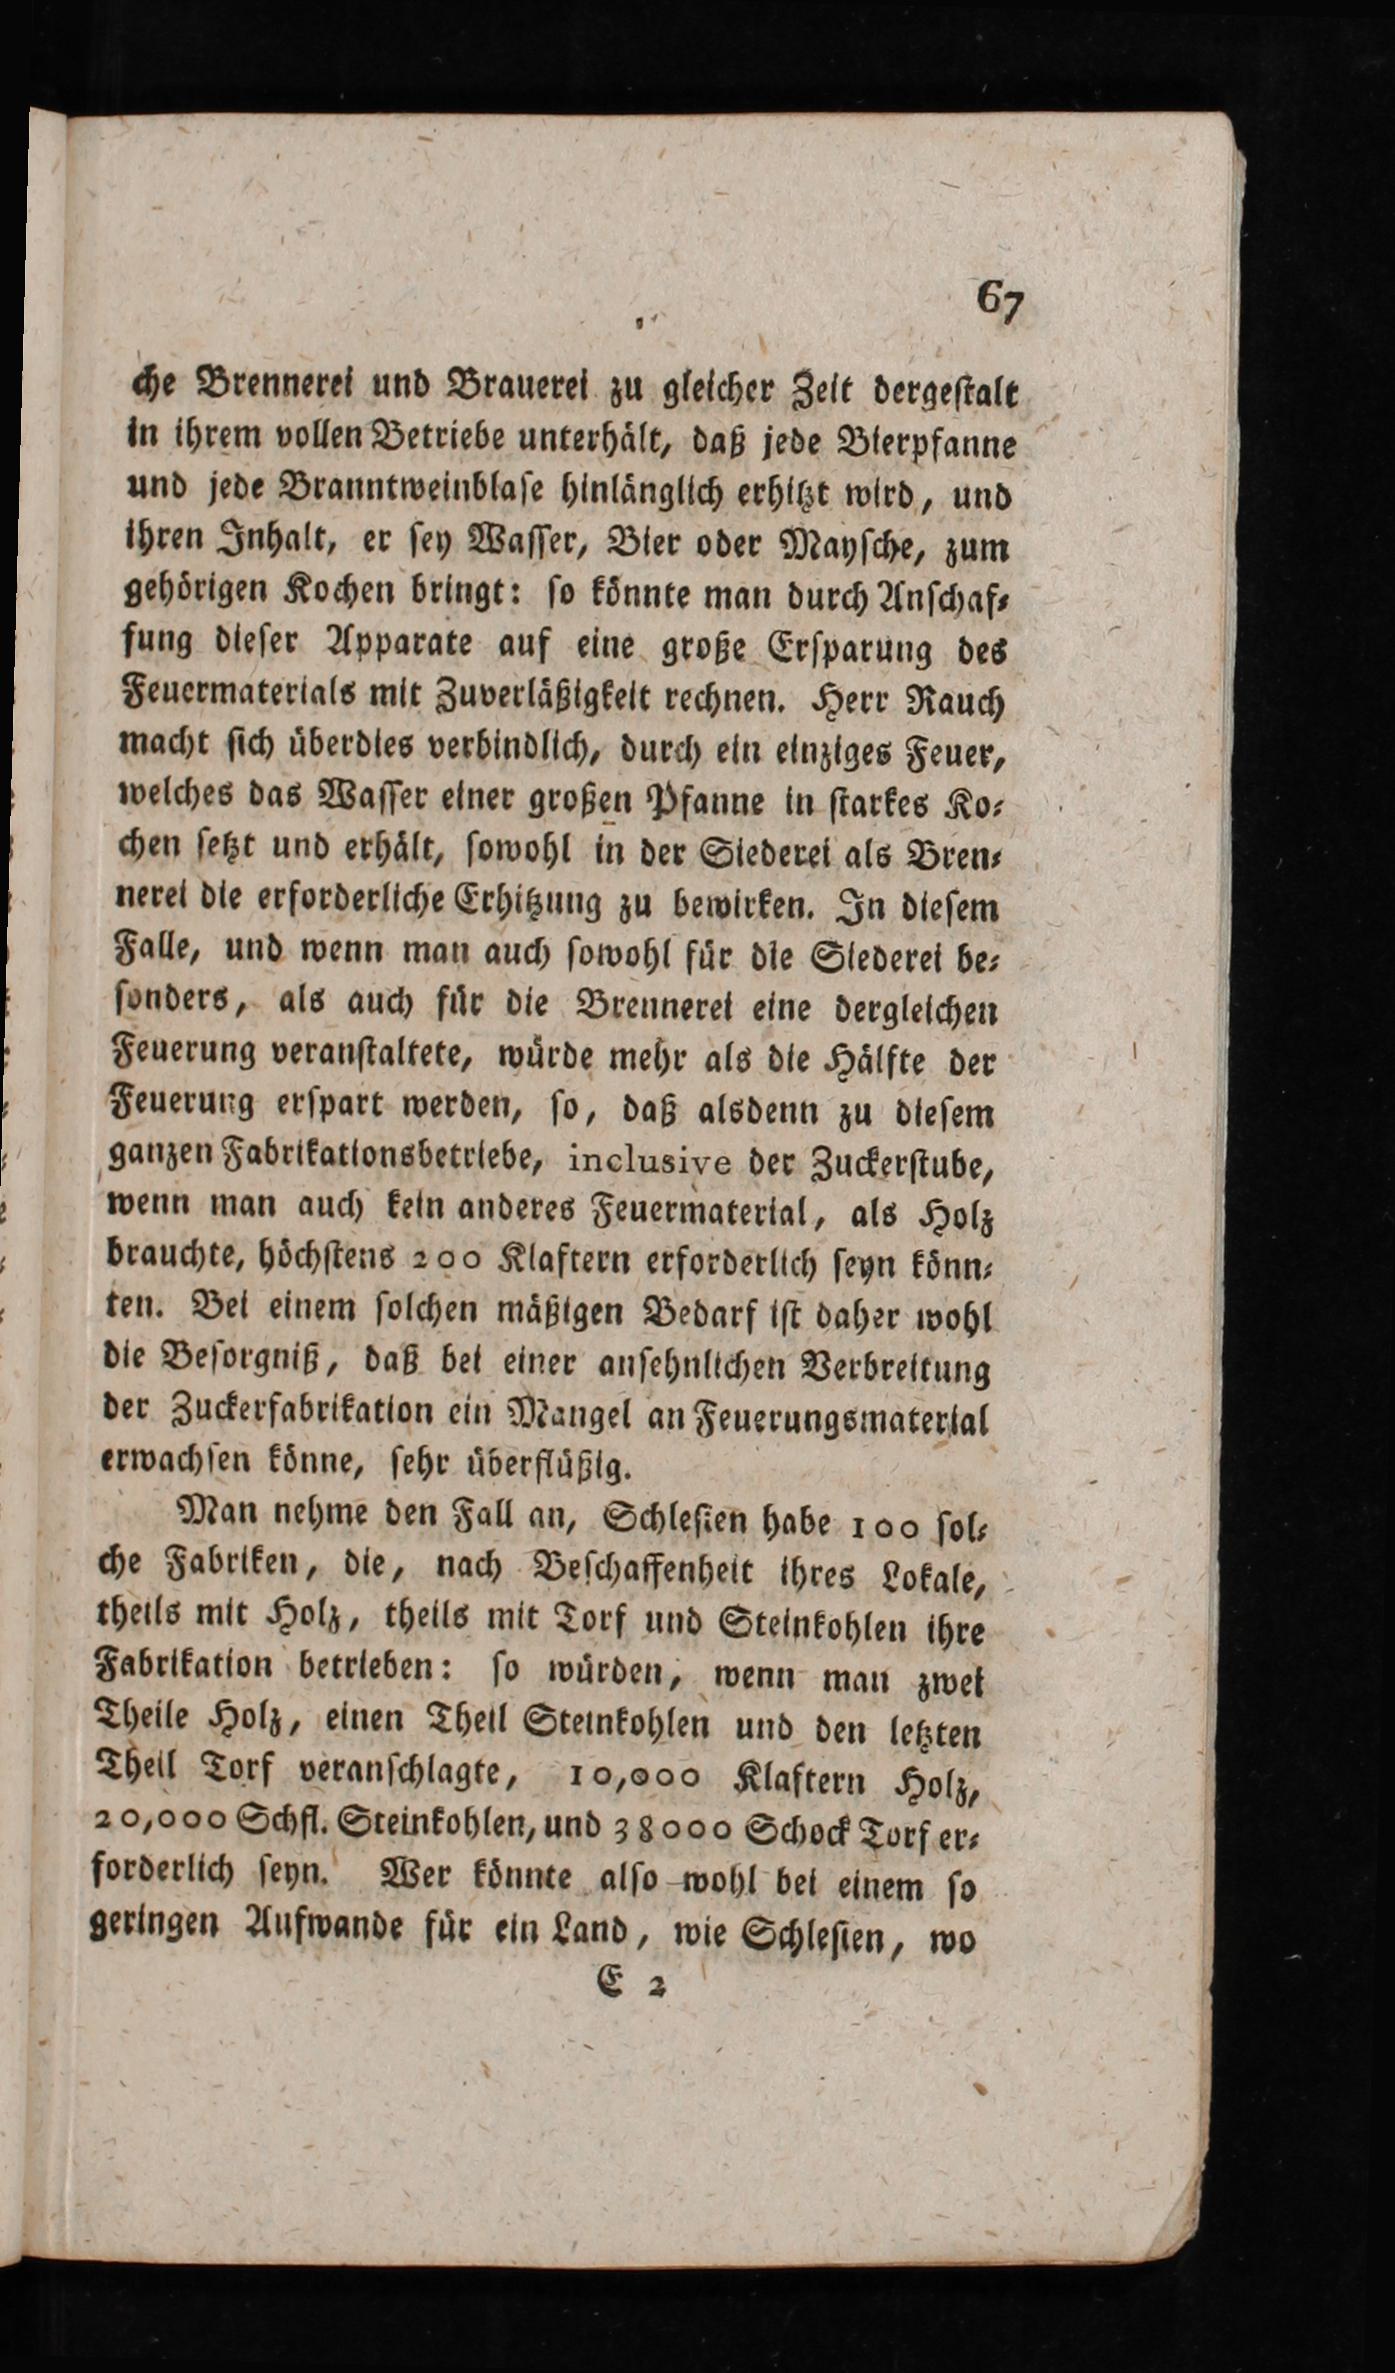 67
che Brennerei und Brauerei zu gleicher Zeit dergeſtalt
in ihrem vollen Betriebe unterhält, daß jede Bierpfanne
und jede Branntweinblaſe hinlänglich erhitzt wird, und
ihren Inhalt, er ſey Waſſer, Bier oder Mayſche, zum
gehörigen Kochen bringt: ſo könnte man durch Anſchaf⸗
fung dieſer Apparate auf eine große Erſparung des
Feuermaterials mit Zuverläßigkeit rechnen. Herr Rauch
macht ſich überdies verbindlich, durch ein einziges Feuer,
welches das Waſſer einer großen Pfanne in ſtarkes Ko⸗
chen ſetzt und erhält, ſowohl in der Siederei als Bren⸗
nerei die erforderliche Erhitzung zu bewirken. In dieſem
Falle, und wenn man auch ſowohl für die Siederei be⸗
ſonders, als auch für die Brennerei eine dergleichen
Feuerung veranſtaltete, würde mehr als die Hälfte der
Feuerung erſpart werden, ſo, daß alsdenn zu dieſem
ganzen Fabrikationsbetriebe, inclusive der Zuckerſtube,
wenn man auch kein anderes Feuermaterial, als Holz
brauchte, höchſtens 200 Klaftern erforderlich ſeyn könn⸗
ten. Bei einem ſolchen mäßigen Bedarf iſt daher wohl
die Beſorgniß, daß bei einer anſehnlichen Verbreitung
der Zuckerfabrikation ein Mangel an Feuerungsmaterial
erwachſen könne, ſehr überflüßig.
Man nehme den Fall an, Schleſien habe 100 ſol⸗
che Fabriken, die, nach Beſchaffenheit ihres Lokale,
theils mit Holz, theils mit Torf und Steinkohlen ihre
Fabrikation betrieben: ſo würden, wenn man zwei
Theile Holz, einen Theil Steinkohlen und den letzten
Theil Torf veranſchlagte, 10,000 Klaftern Holz,
20,000 Schfl. Steinkohlen, und 38000 Schock Torf er⸗
forderlich ſeyn. Wer könnte alſo wohl bei einem ſo
geringen Aufwande für ein Land, wie Schleſien, wo
E 2